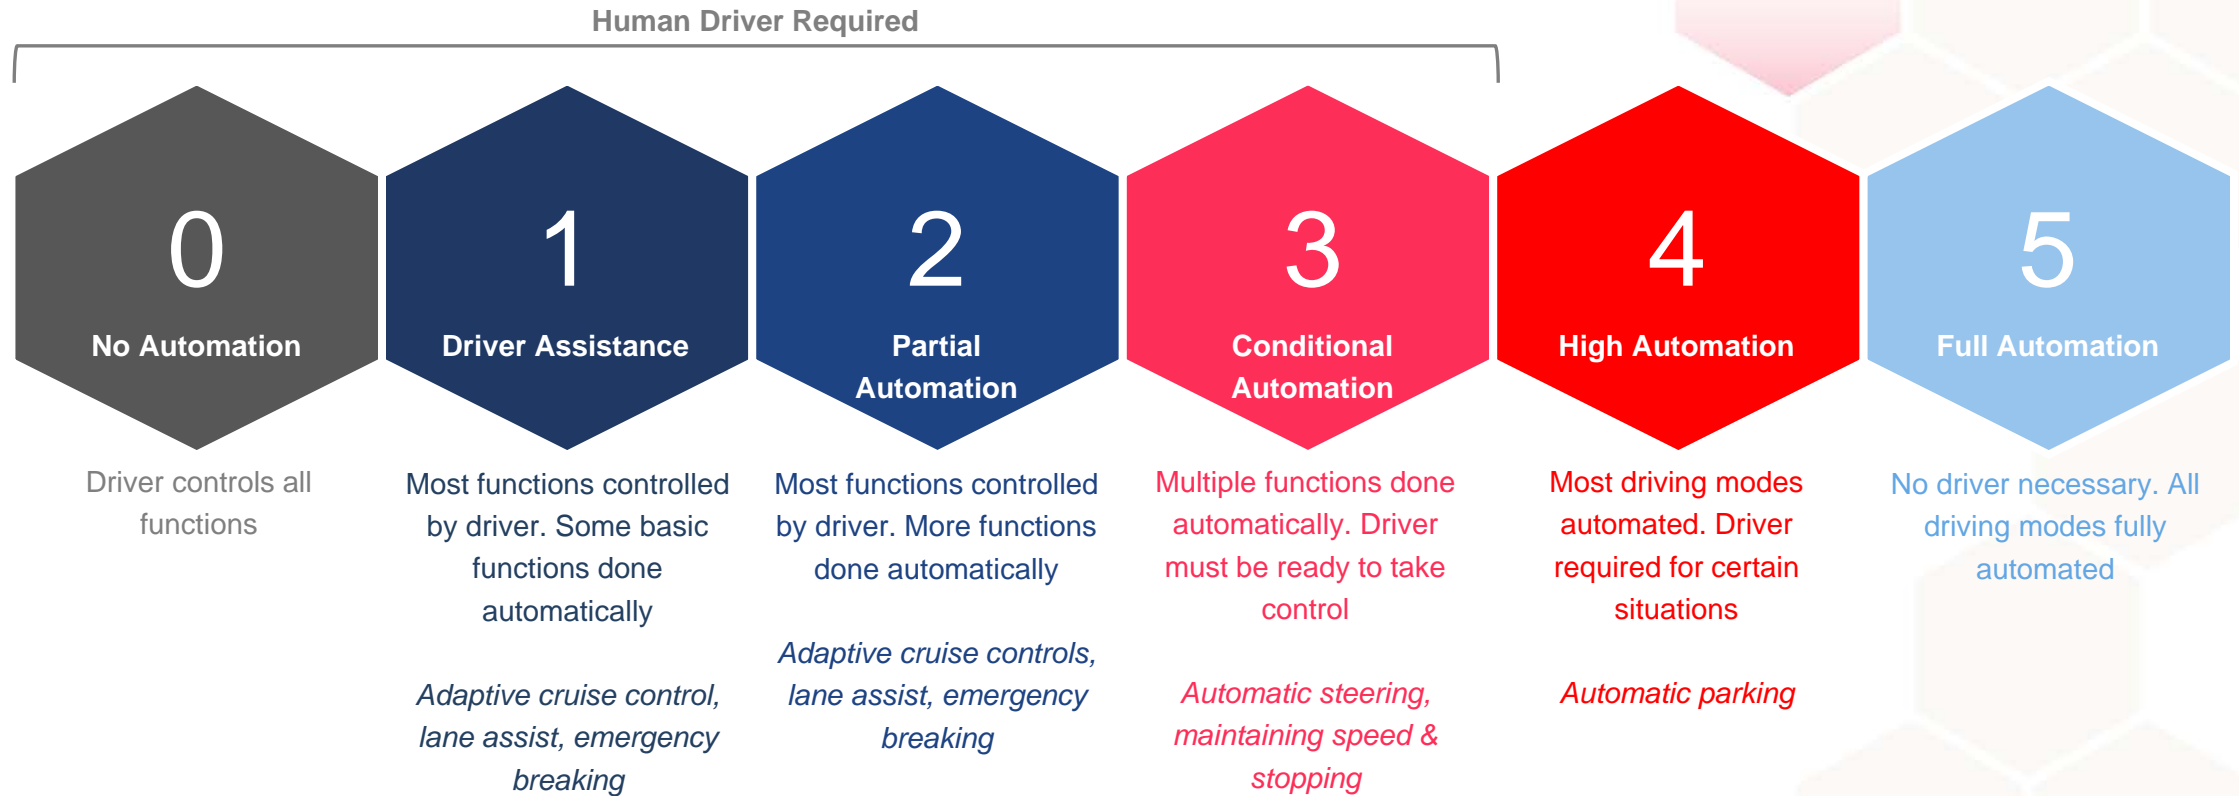 Human Driver Required
0
No Automation
Driver controls all
functions
1
Driver Assistance
Most functions controlled
by driver. Some basic
functions done
automatically
Adaptive cruise control,
lane assist, emergency
breaking
2
Partial
Automation
Most functions controlled
by driver. More functions
done automatically
Adaptive cruise controls,
lane assist, emergency
breaking
3
Conditional
Automation
Multiple functions done
automatically. Driver
must be ready to take
control
Automatic steering,
maintaining speed &
stopping
4
High Automation
Most driving modes
automated. Driver
required for certain
situations
Automatic parking
5
Full Automation
No driver necessary. All
driving modes fully
automated